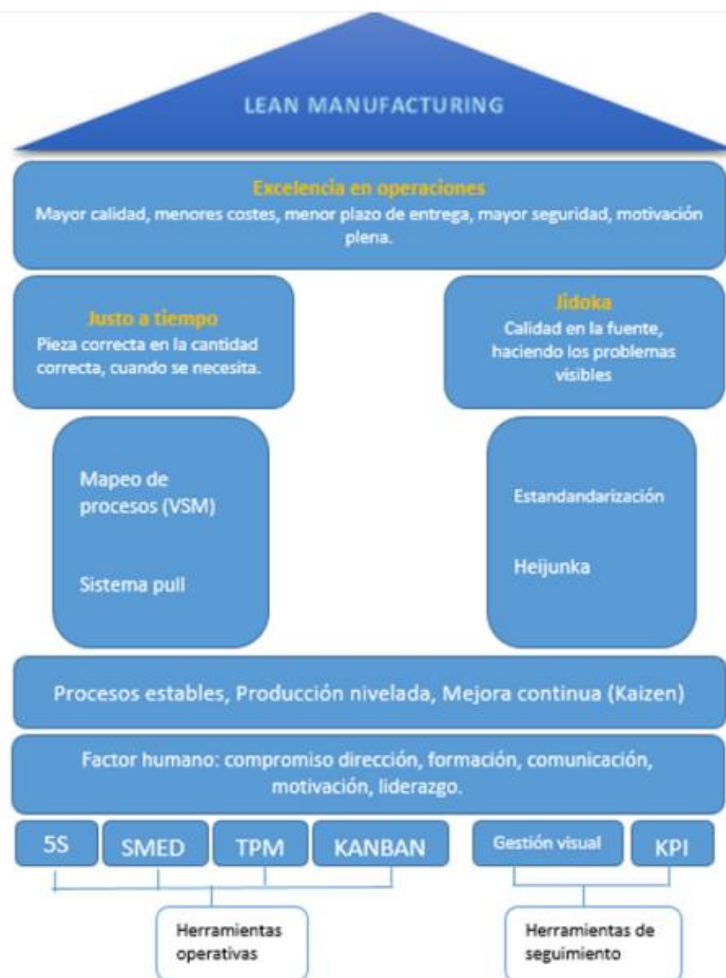 LEAN MANUFACTURING
Excelencia en operaciones
Mayor calidad, menores costes, menor plazo de entrega, mayor seguridad, motivación
plena.
Justo a tiempo
Pieza correcta en la cantidad
correcta, cuando se necesita.
Jidoka
Calidad en la fuente,
haciendo los problemas
visibles
Mapeo de
procesos (VSM)
Sistema pull
Estandandarización
Heijunka
Procesos estables, Producción nivelada, Mejora continua (Kaizen)
Factor humano: compromiso dirección, formación, comunicación,
motivación, liderazgo.
5S
SMED
TPM
KANBAN
Gestión visual
KPI
Herramientas
operativas
Herramientas de
seguimiento